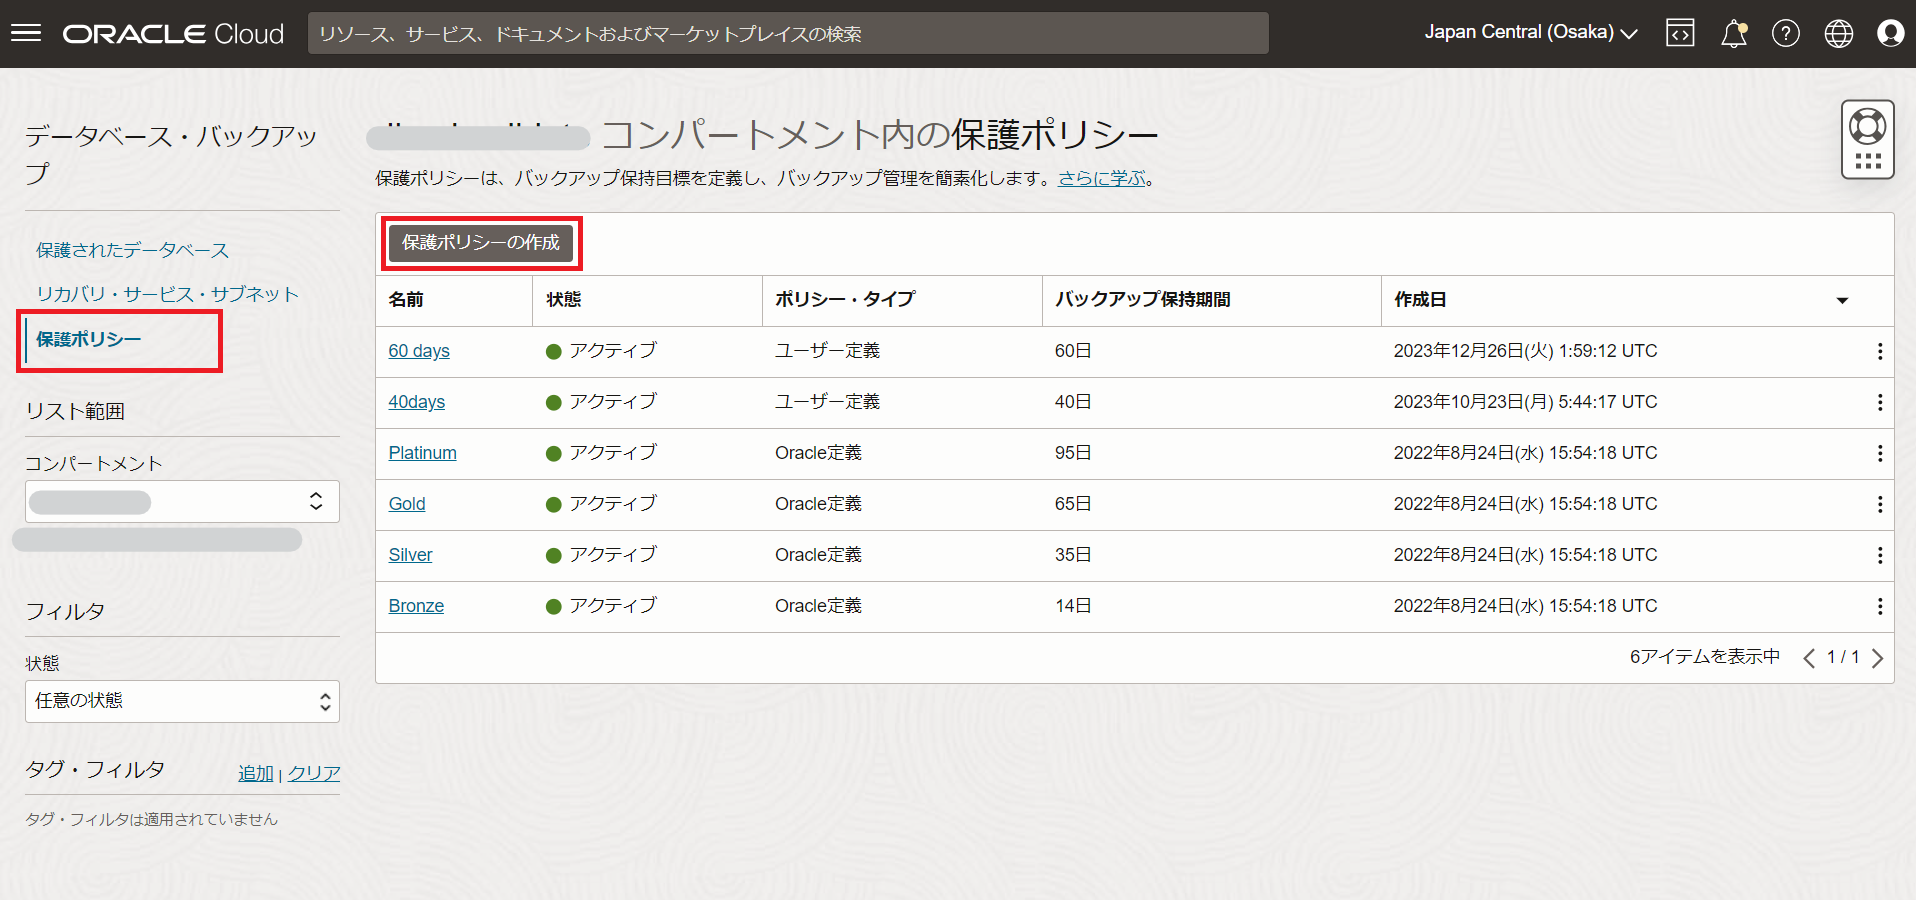 ORACLE Cloud
リソース、サービス、ドキュメントおよびマーケットプレイスの検索
Japan Central (Osaka)
データベース・バックアッ
プ
保護されたデータベース
リカバリ・サービス・サブネット
保護ポリシー
リスト範囲
コンパートメント
フィルタ
状態
任意の状態
タグ・フィルタ 追加 | クリア
タグ・フィルタは適用されていません
コンパートメント内の保護ポリシー
保護ポリシーは、バックアップ保持目標を定義し、バックアップ管理を簡素化します。さらに学ぶ。
保護ポリシーの作成
名前 状態 ポリシー・タイプ バックアップ保持期間 作成日
60 days アクティブ ユーザー定義 60日 2023年12月26日(火) 1:59:12 UTC
40days アクティブ ユーザー定義 40日 2023年10月23日(月) 5:44:17 UTC
Platinum アクティブ Oracle定義 95日 2022年8月24日(水) 15:54:18 UTC
Gold アクティブ Oracle定義 65日 2022年8月24日(水) 15:54:18 UTC
Silver アクティブ Oracle定義 35日 2022年8月24日(水) 15:54:18 UTC
Bronze アクティブ Oracle定義 14日 2022年8月24日(水) 15:54:18 UTC
6アイテムを表示中 1 / 1